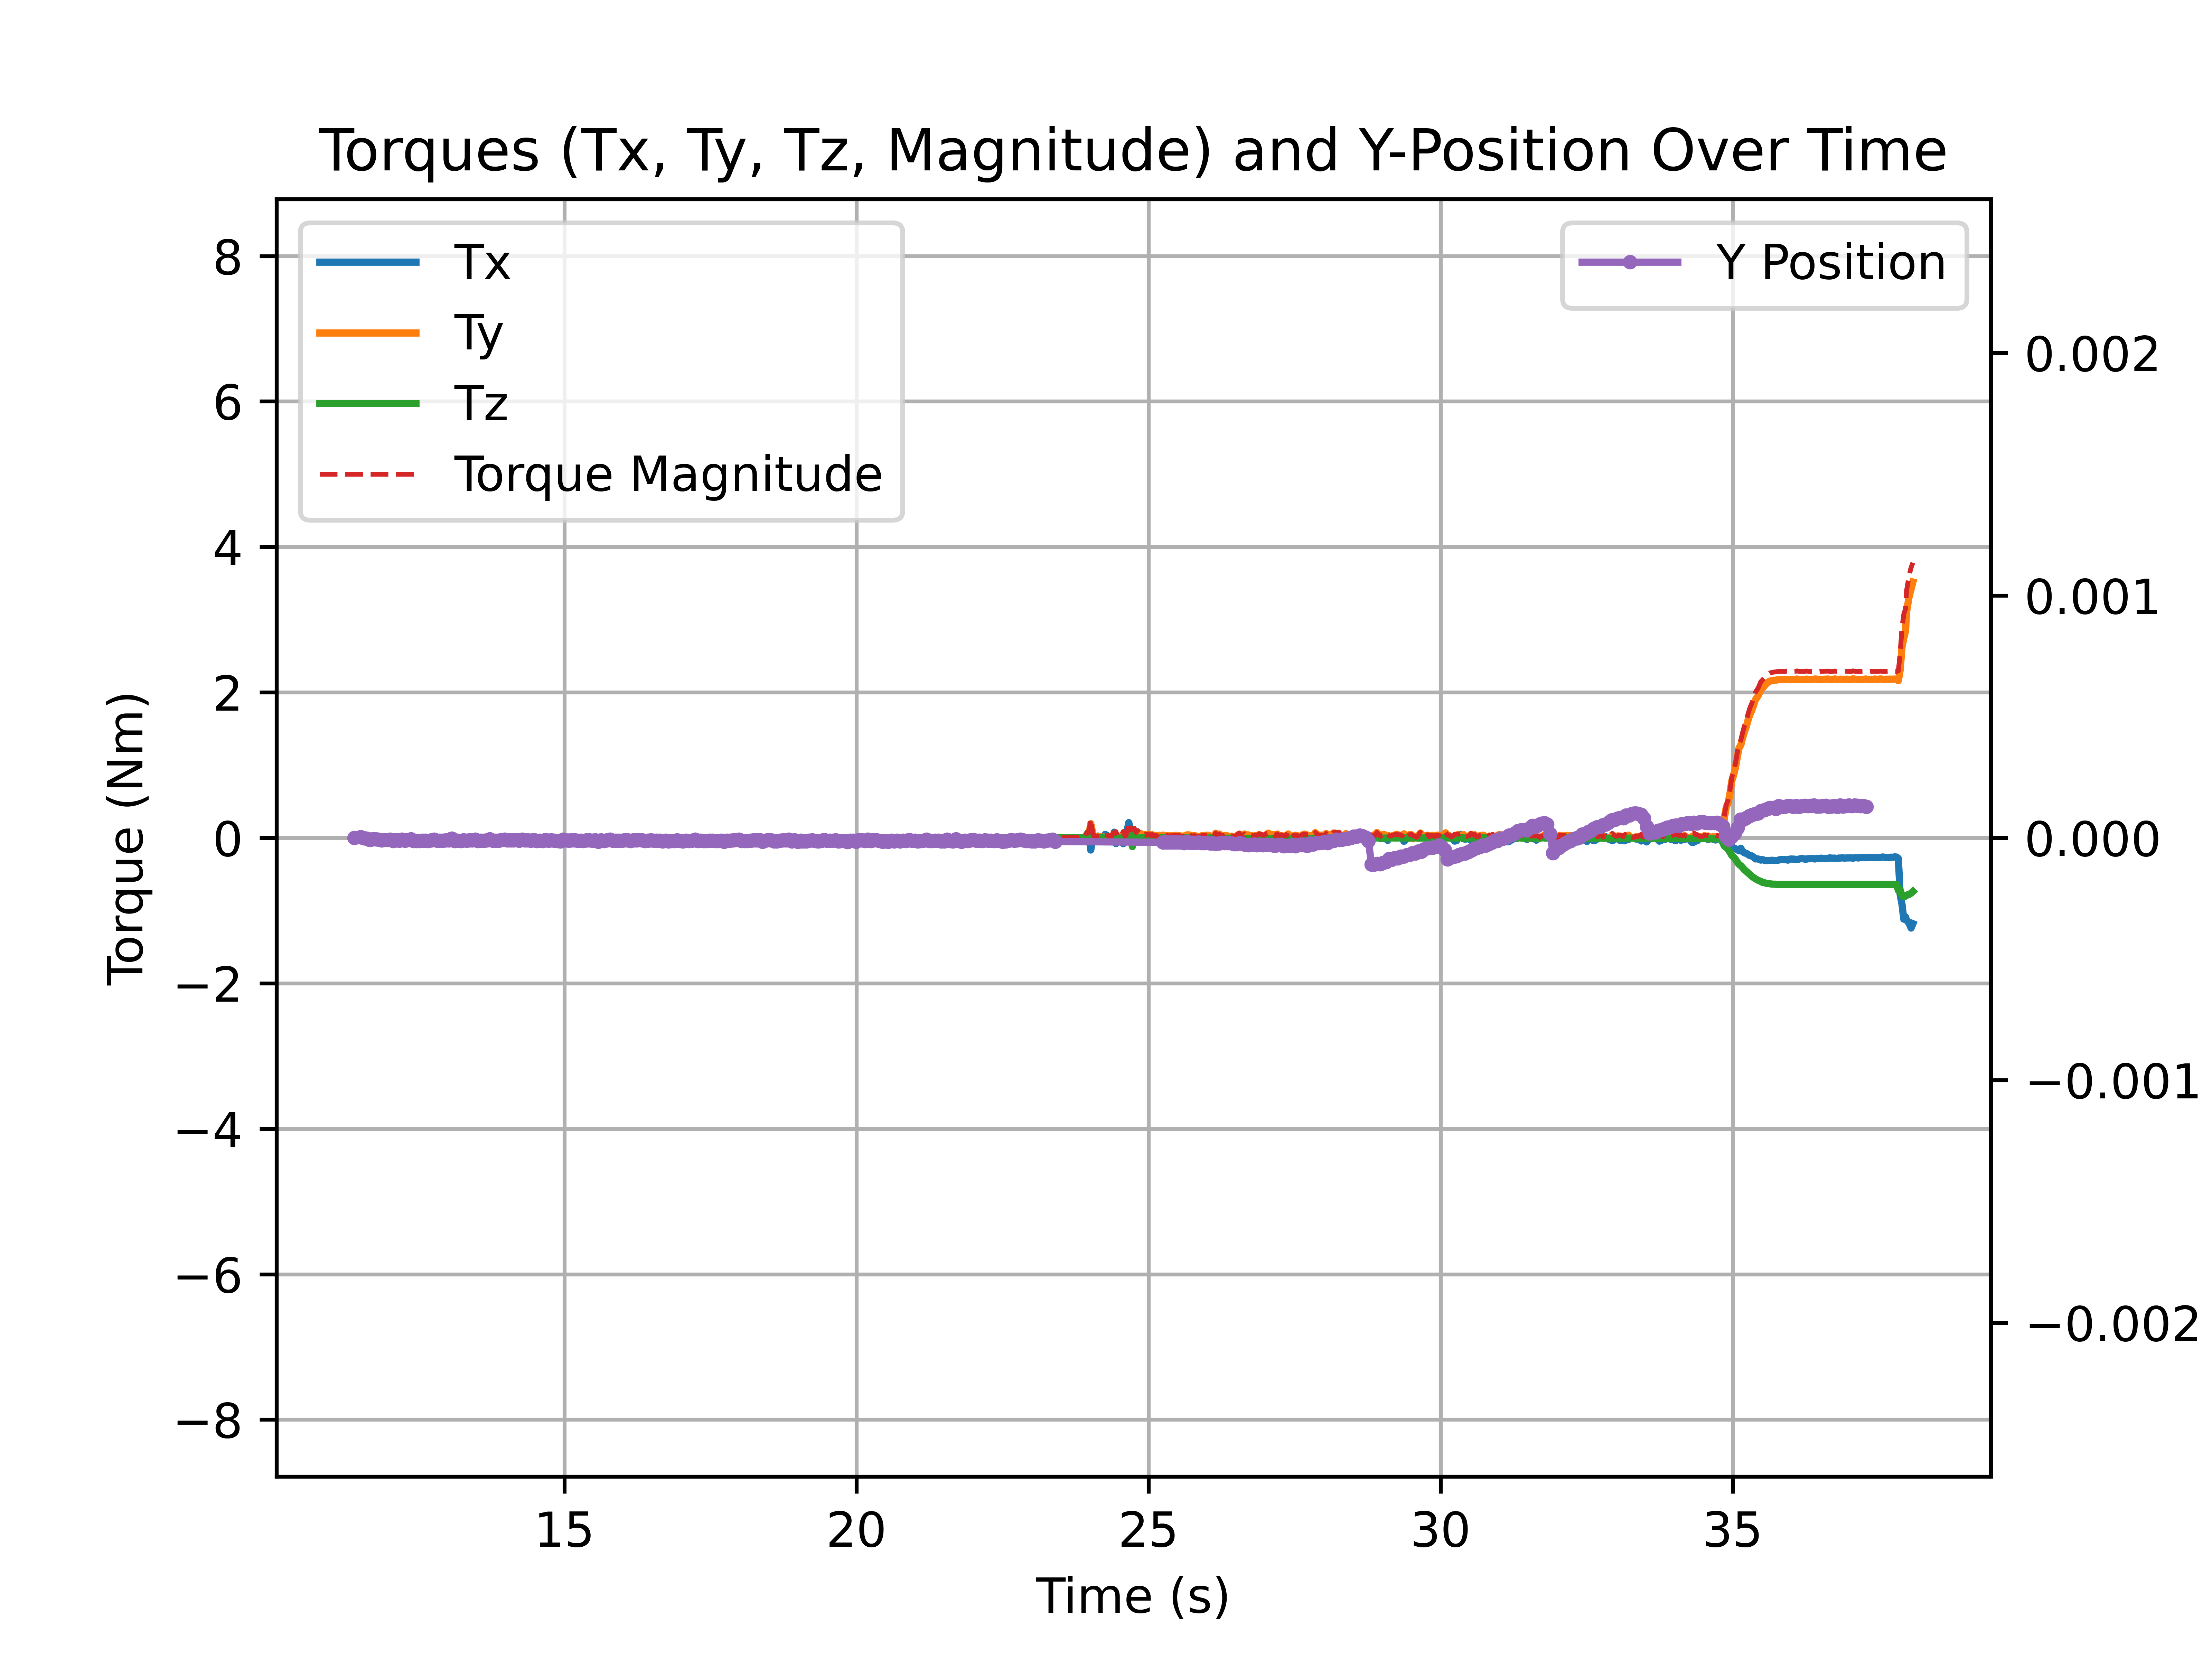 Torques (Tx, Ty, Tz, Magnitude) and Y-Position Over Time
Tx
Ty
Tz
Torque Magnitude
Y Position
8
6
4
2
0
−2
−4
−6
−8
Torque (Nm)
0.002
0.001
0.000
−0.001
−0.002
15
20
25
30
35
Time (s)